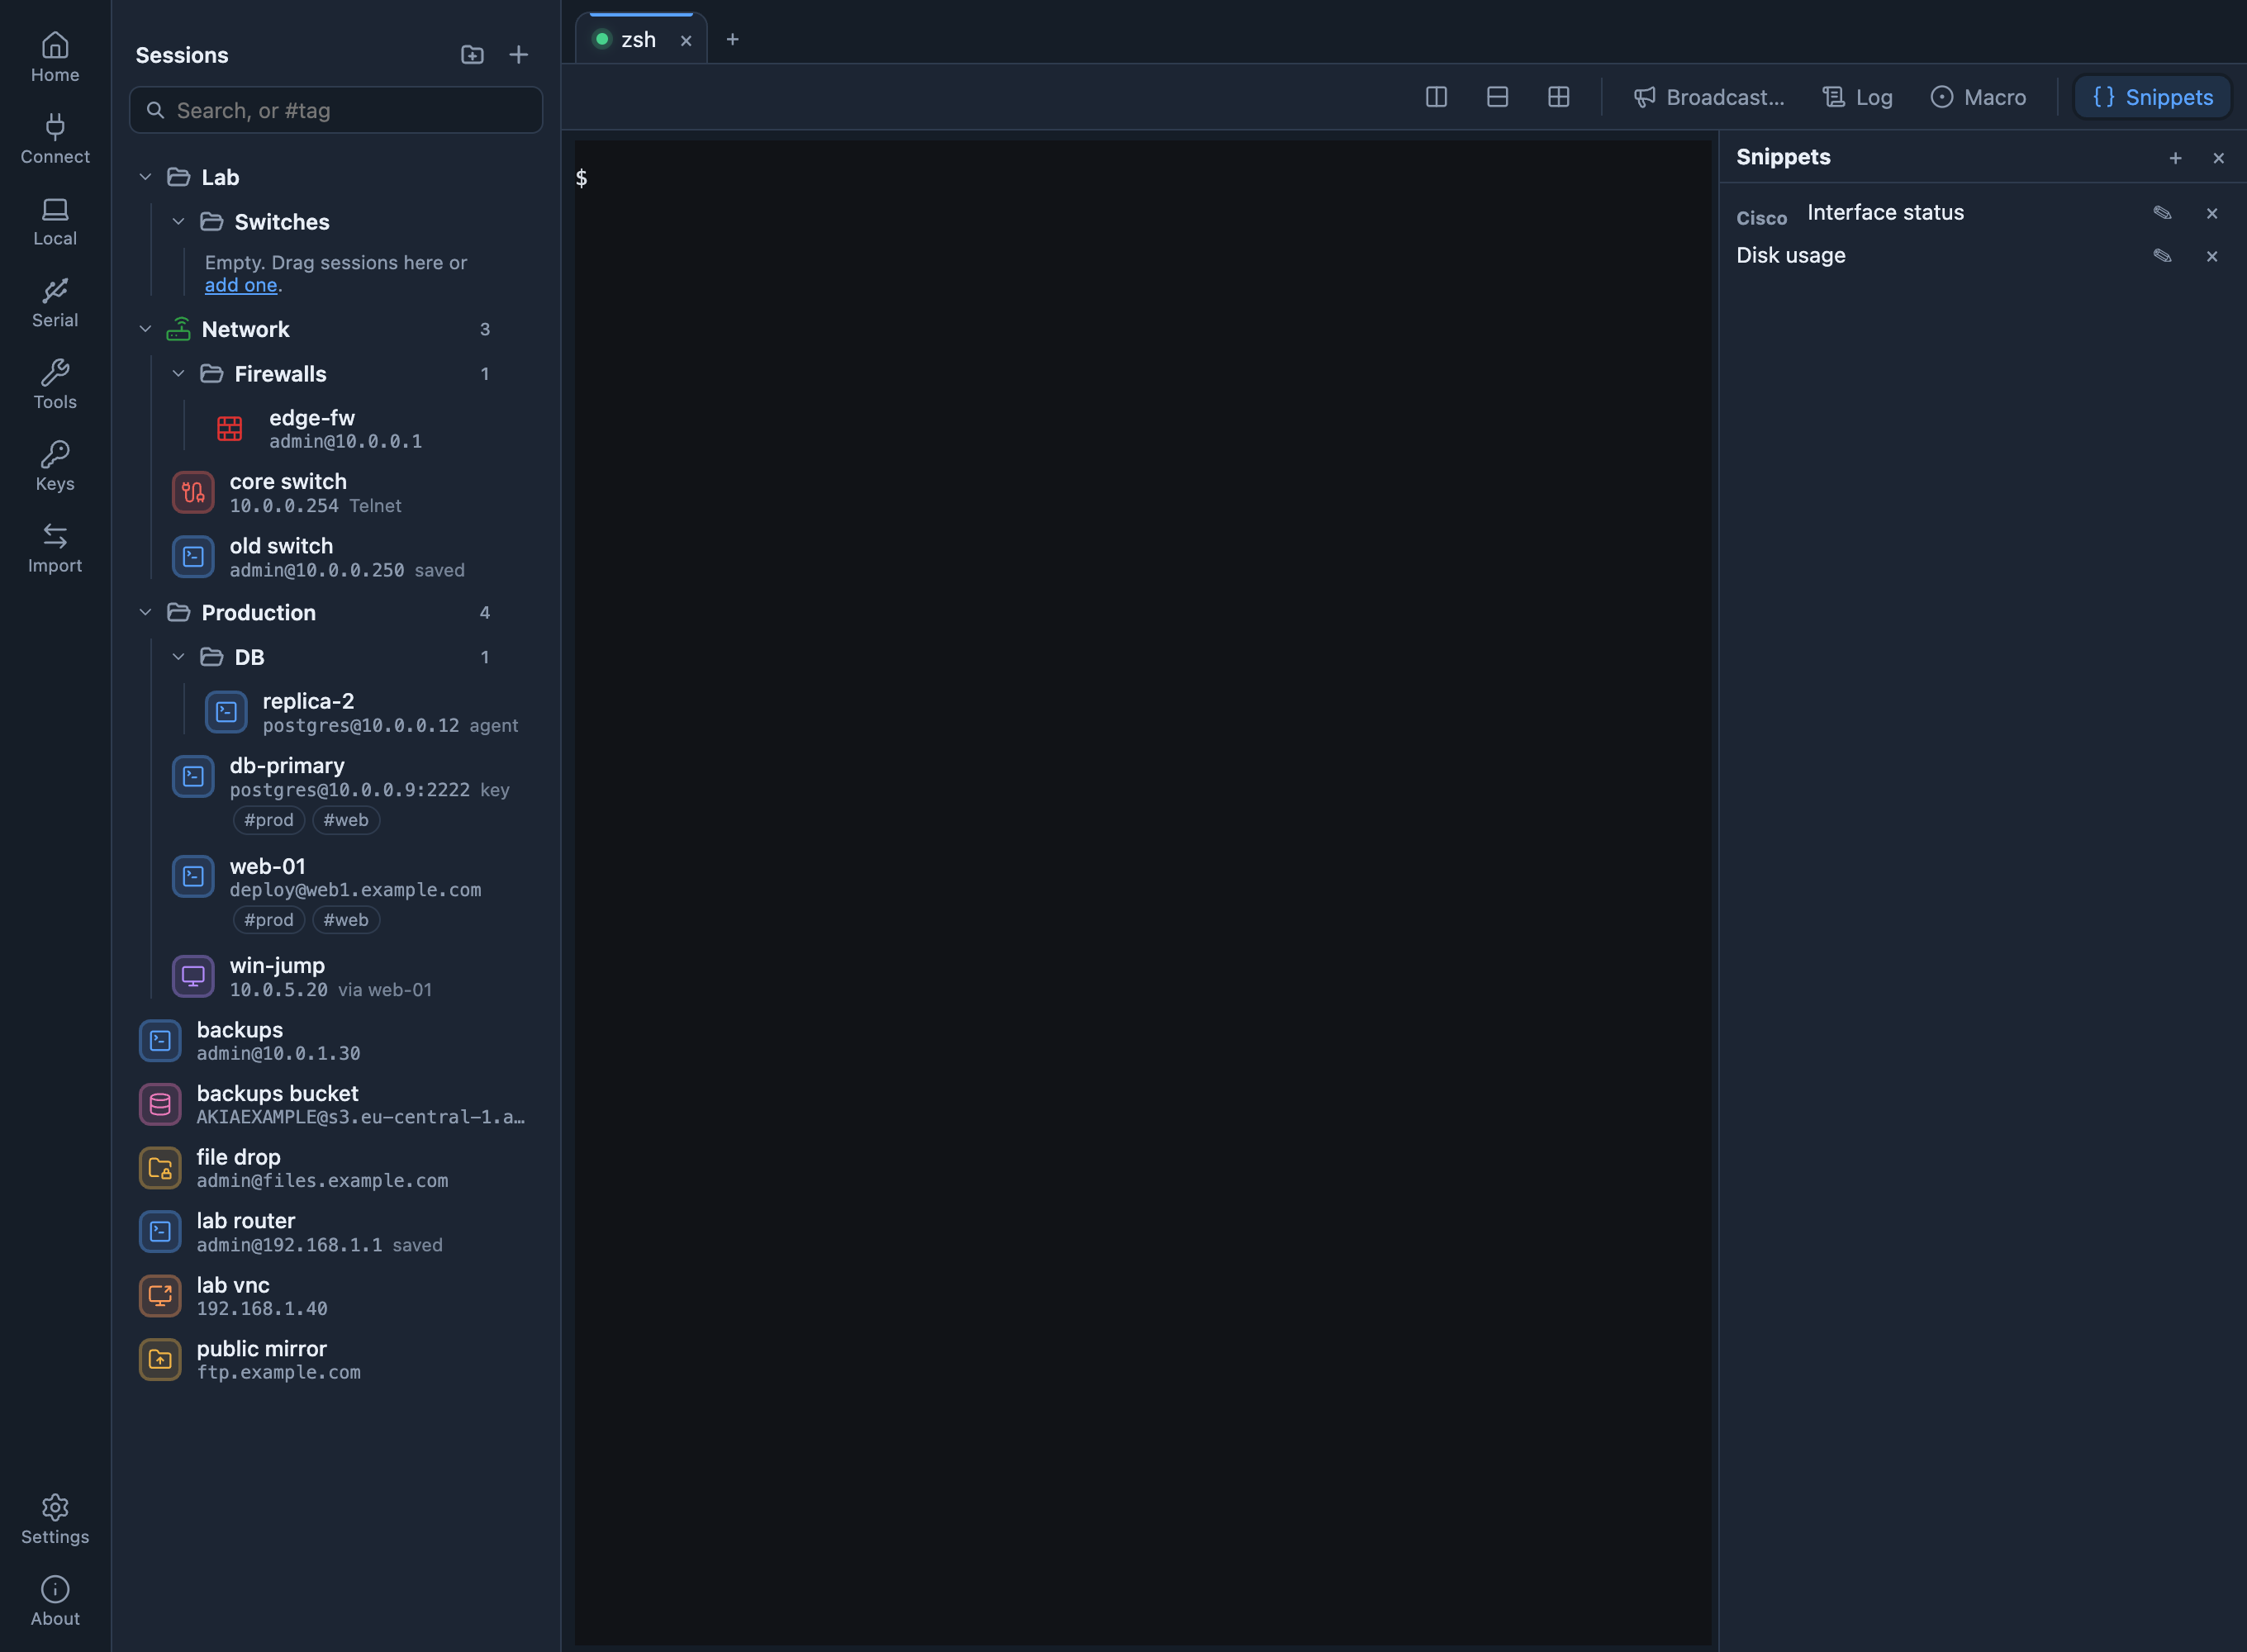 Home
Connect
Local
Serial
Tools
Keys
Import
Settings
About
Sessions
Search, or #tag
Lab
Switches
Empty. Drag sessions here or
add one.
Network 3
Firewalls 1
edge-fw
admin@10.0.0.1
core switch
10.0.0.254 Telnet
old switch
admin@10.0.0.250 saved
Production 4
DB 1
replica-2
postgres@10.0.0.12 agent
db-primary
postgres@10.0.0.9:2222 key
#prod #web
web-01
deploy@web1.example.com
#prod #web
win-jump
10.0.5.20 via web-01
backups
admin@10.0.1.30
backups bucket
AKIAEXAMPLE@s3.eu-central-1.a…
file drop
admin@files.example.com
lab router
admin@192.168.1.1 saved
lab vnc
192.168.1.40
public mirror
ftp.example.com
zsh × +
Broadcast... Log Macro {} Snippets
$
Snippets + ×
Cisco Interface status ✎ ×
Disk usage ✎ ×